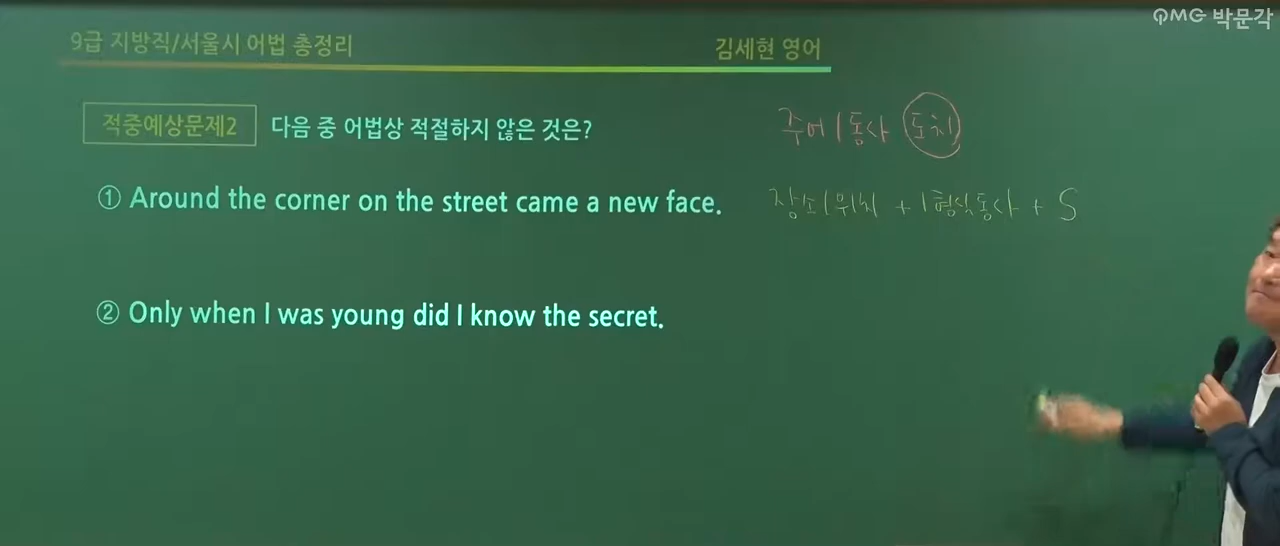 PMG 박문각
9급 지방직/서울시 어법 총정리
김세현 영어
적중예상문제2 다음 중 어법상 적절하지 않은 것은?
주어/동사 도치
① Around the corner on the street came a new face.
장소/위치 + 1형식동사 + S
② Only when I was young did I know the secret.